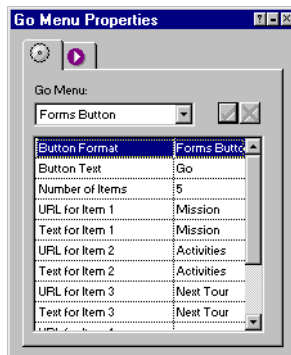 Go Menu Properties
Go Menu:
Forms Button
Button Format Forms Butto
Button Text Go
Number of Items 5
URL for Item 1 Mission
Text for Item 1 Mission
URL for Item 2 Activities
Text for Item 2 Activities
URL for Item 3 Next Tour
Text for Item 3 Next Tour